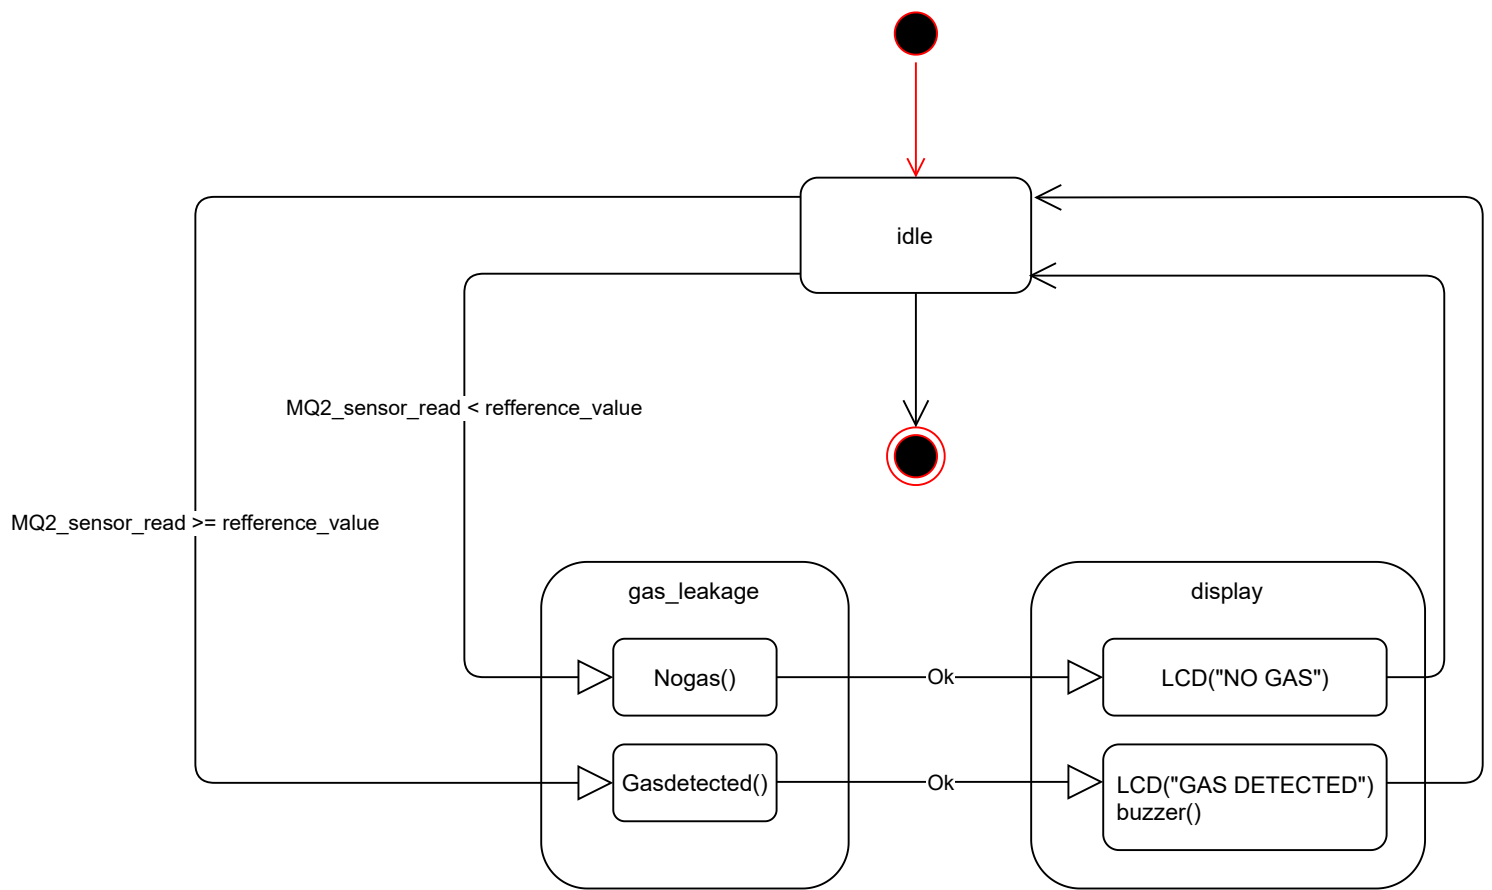 idle
MQ2_sensor_read < refference_value
MQ2_sensor_read >= refference_value
gas_leakage
display
Nogas()
Ok
LCD("NO GAS")
Gasdetected()
Ok
LCD("GAS DETECTED")
buzzer()